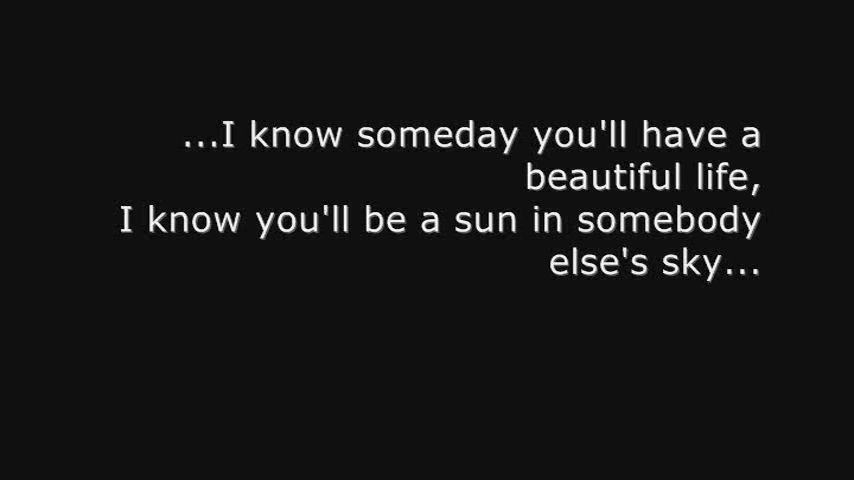 ...I know someday you'll have a
beautiful life,
I know you'll be a sun in somebody
else's sky...